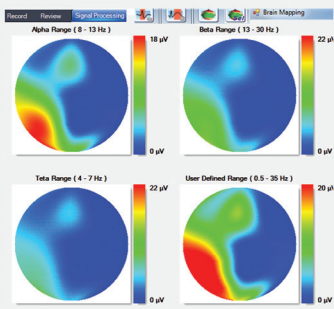 Record Review Signal Processing Brain Mapping
Alpha Range ( 8 - 13 Hz ) Beta Range ( 13 - 30 Hz )
18 µV 22 µV
0 µV 0 µV
Teta Range ( 4 - 7 Hz ) User Defined Range ( 0.5 - 35 Hz )
22 µV 20 µV
0 µV 0 µV